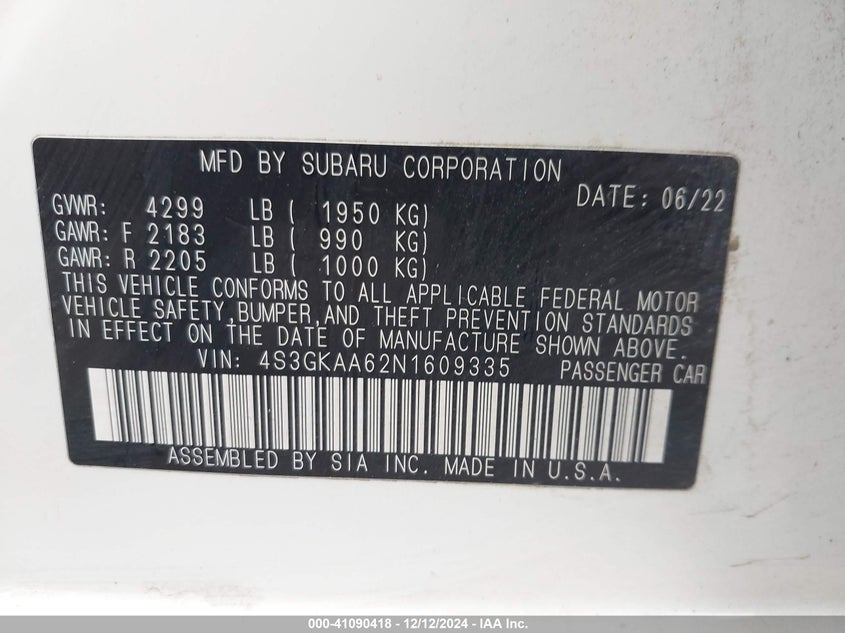 MFD BY SUBARU CORPORATION
DATE: 06/22
GVWR: 4299 LB ( 1950 KG)
GAWR: F 2183 LB ( 990 KG)
GAWR: R 2205 LB ( 1000 KG)
THIS VEHICLE CONFORMS TO ALL APPLICABLE FEDERAL MOTOR
VEHICLE SAFETY,BUMPER,AND THEFT PREVENTION STANDARDS
IN EFFECT ON THE DATE OF MANUFACTURE SHOWN ABOVE.
VIN: 4S3GKAA62N1609335 PASSENGER CAR
ASSEMBLED BY SIA INC. MADE IN U.S.A.
000-41090418 - 12/12/2024 - IAA Inc.